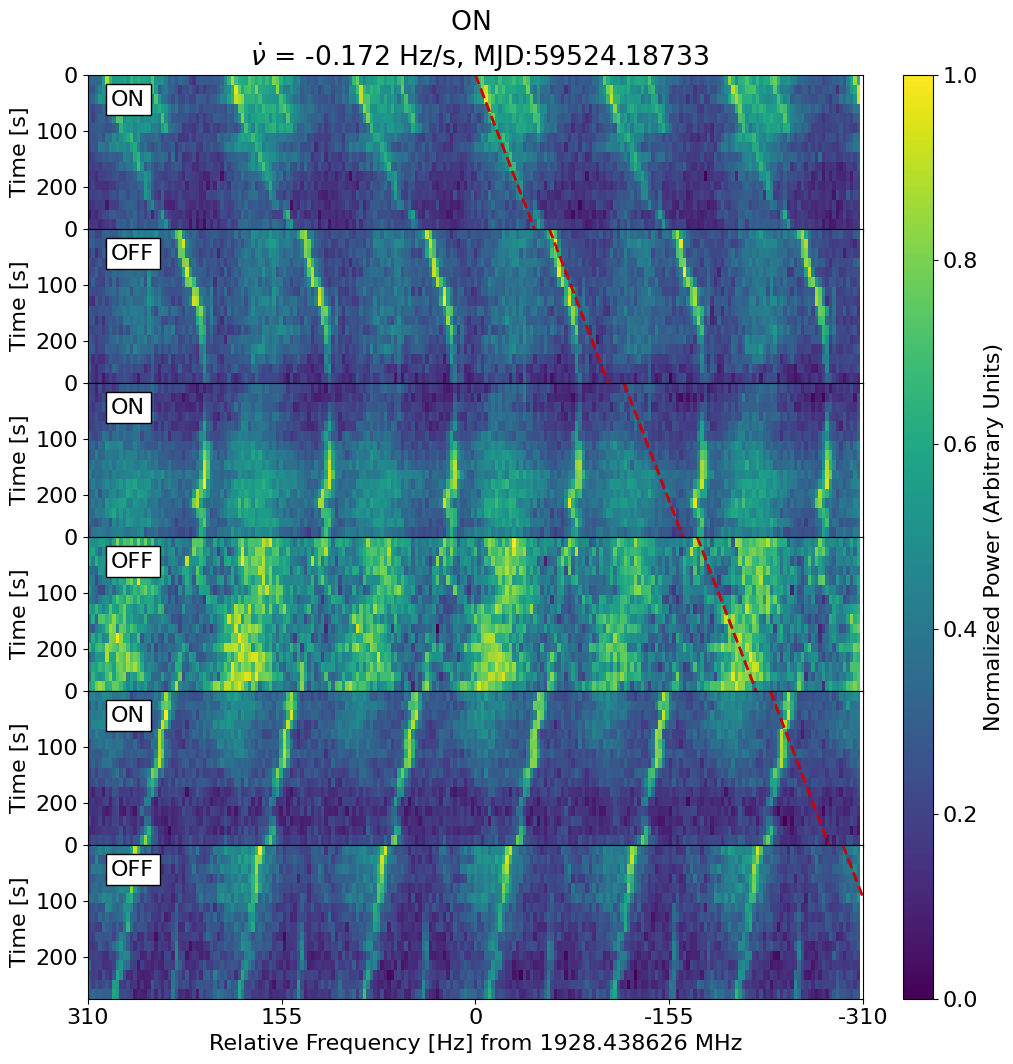 ON
ν̇ = -0.172 Hz/s, MJD:59524.18733
0
ON
100
Time [s]
200
0
OFF
100
Time [s]
200
0
ON
100
Time [s]
200
0
OFF
100
Time [s]
200
0
ON
100
Time [s]
200
0
OFF
100
Time [s]
200
310 155 0 -155 -310
Relative Frequency [Hz] from 1928.438626 MHz
1.0
0.8
0.6
0.4
0.2
0.0
Normalized Power (Arbitrary Units)